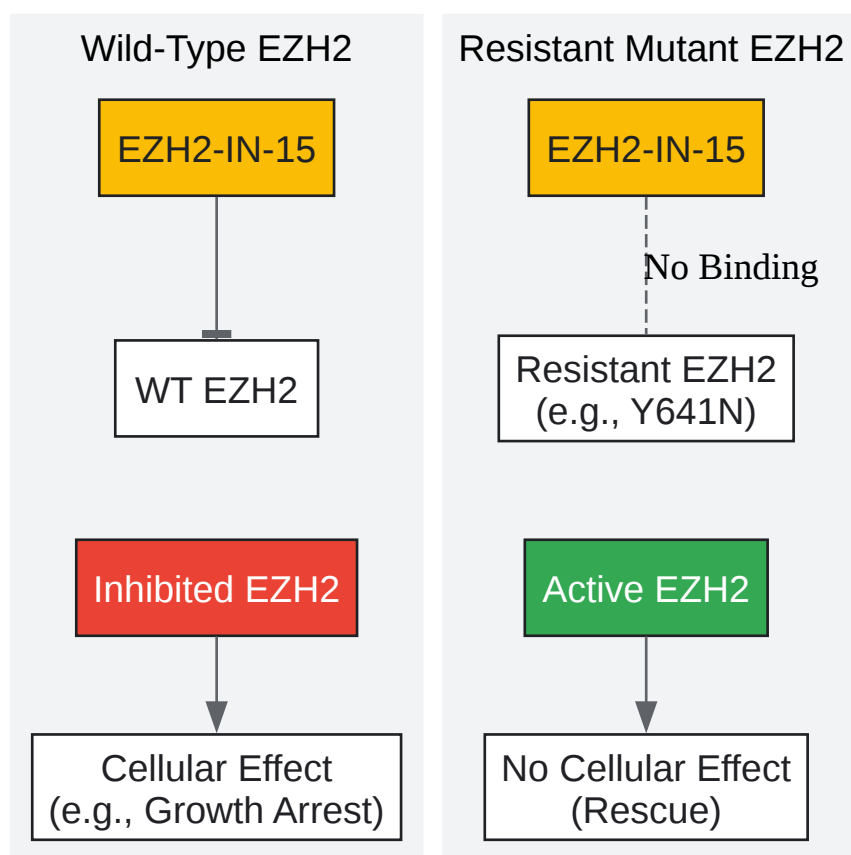 Wild-Type EZH2
EZH2-IN-15
WT EZH2
Inhibited EZH2
Cellular Effect
(e.g., Growth Arrest)
Resistant Mutant EZH2
EZH2-IN-15
No Binding
Resistant EZH2
(e.g., Y641N)
Active EZH2
No Cellular Effect
(Rescue)